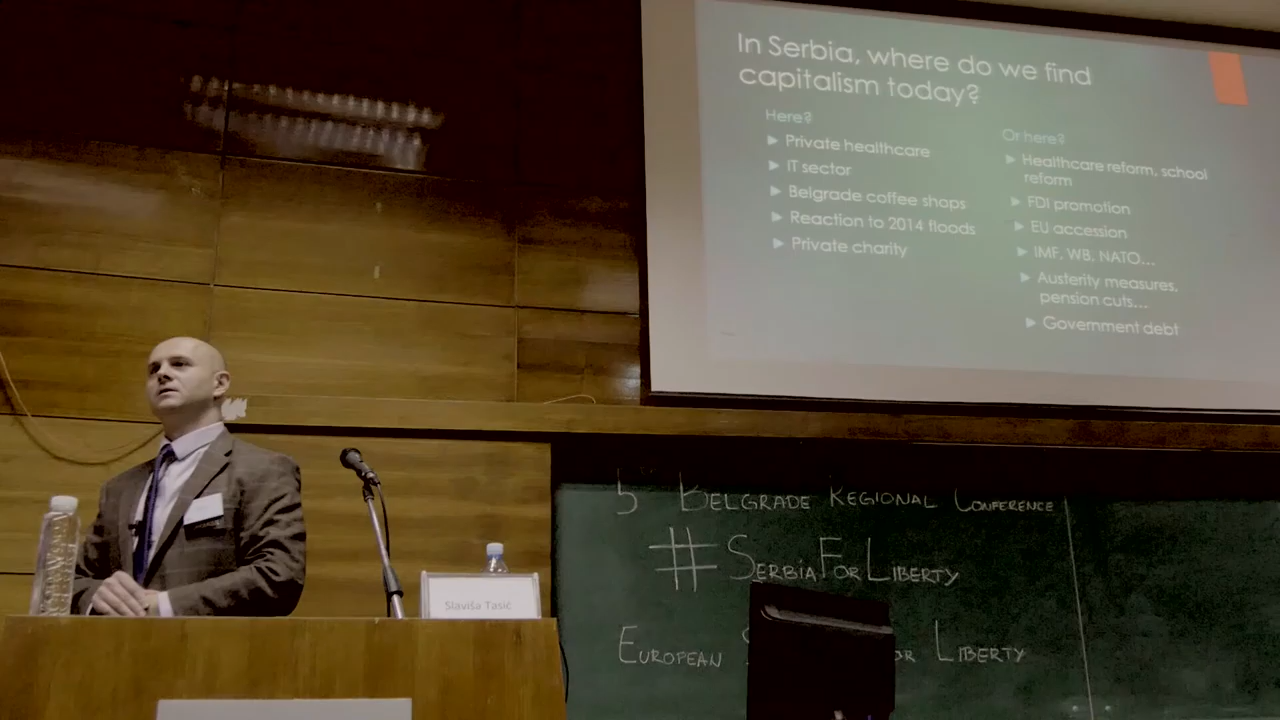 In Serbia, where do we find
capitalism today?
Here?
▶ Private healthcare
▶ IT sector
▶ Belgrade coffee shops
▶ Reaction to 2014 floods
▶ Private charity
Or here?
▶ Healthcare reform, school
reform
▶ FDI promotion
▶ EU accession
▶ IMF, WB, NATO...
▶ Austerity measures,
pension cuts...
▶ Government debt
Slaviša Tasić
5 BELGRADE REGIONAL CONFERENCE
#SERBIAFORLIBERTY
EUROPEAN LIBERTY